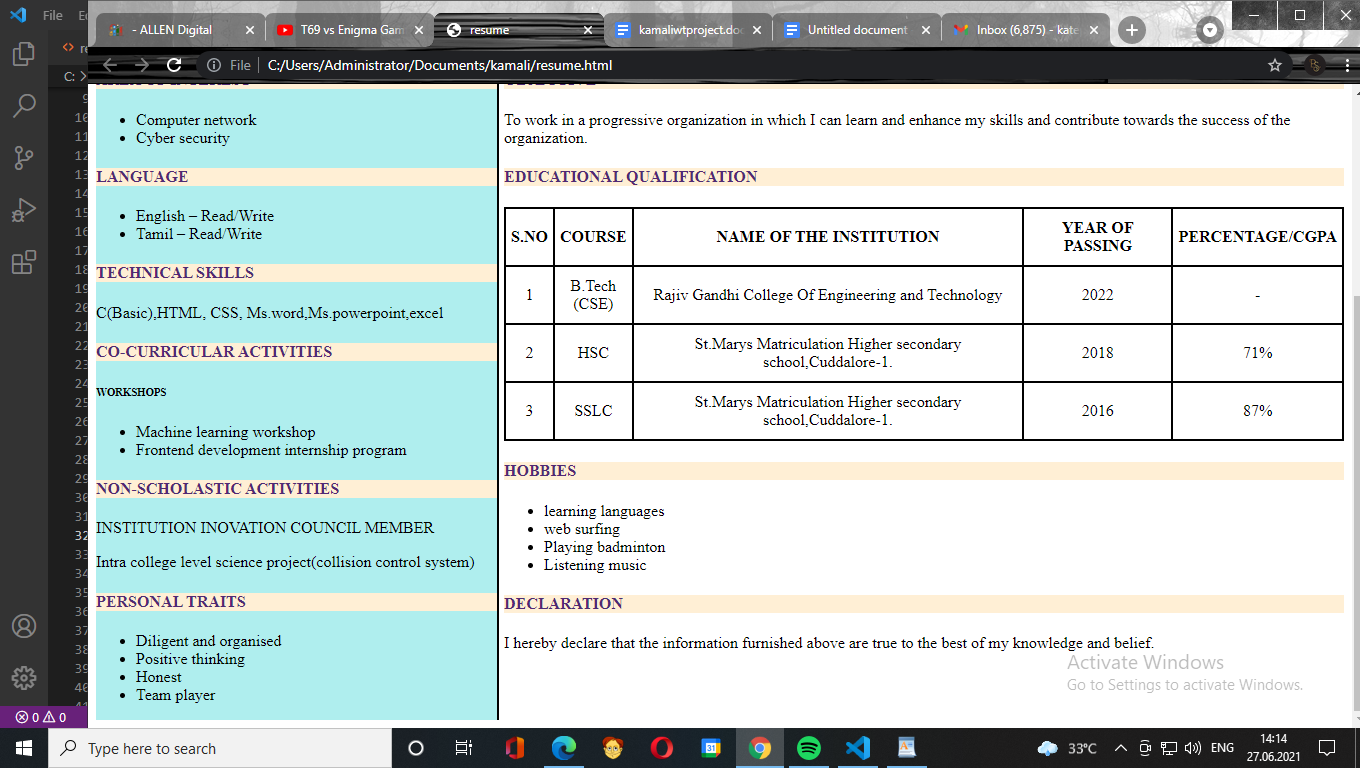 File
- ALLEN Digital
T69 vs Enigma Gam
resume
kamaliwtproject.doc
Untitled document
Inbox (6,875) - kate
File
C:/Users/Administrator/Documents/kamali/resume.html
C: >
Computer network
Cyber security
LANGUAGE
English – Read/Write
Tamil – Read/Write
TECHNICAL SKILLS
C(Basic),HTML, CSS, Ms.word,Ms.powerpoint,excel
CO-CURRICULAR ACTIVITIES
WORKSHOPS
Machine learning workshop
Frontend development internship program
NON-SCHOLASTIC ACTIVITIES
INSTITUTION INOVATION COUNCIL MEMBER
Intra college level science project(collision control system)
PERSONAL TRAITS
Diligent and organised
Positive thinking
Honest
Team player
To work in a progressive organization in which I can learn and enhance my skills and contribute towards the success of the
organization.
EDUCATIONAL QUALIFICATION
S.NO COURSE NAME OF THE INSTITUTION YEAR OF PASSING PERCENTAGE/CGPA
1 B.Tech (CSE) Rajiv Gandhi College Of Engineering and Technology 2022 -
2 HSC St.Marys Matriculation Higher secondary school,Cuddalore-1. 2018 71%
3 SSLC St.Marys Matriculation Higher secondary school,Cuddalore-1. 2016 87%
HOBBIES
learning languages
web surfing
Playing badminton
Listening music
DECLARATION
I hereby declare that the information furnished above are true to the best of my knowledge and belief.
Activate Windows
Go to Settings to activate Windows.
0 0
Type here to search
31
33°C
ENG
14:14
27.06.2021